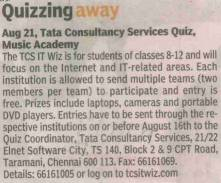 Quizzing away
Aug 21, Tata Consultancy Services Quiz,
Music Academy
The TCS IT Wiz is for students of classes 8-12 and will
focus on the Internet and IT-related areas. Each
institution is allowed to send multiple teams (two
members per team) to participate and entry is
free. Prizes include laptops, cameras and portable
DVD players. Entries have to be sent through the re-
spective institutions on or before August 16th to the
Quiz Coordinator, Tata Consultancy Services, 21/22
Elnet Software City, TS 140, Block 2 & 9 CPT Road,
Taramani, Chennai 600 113. Fax: 66161069.
Details: 66161005 or log on to tcsitwiz.com